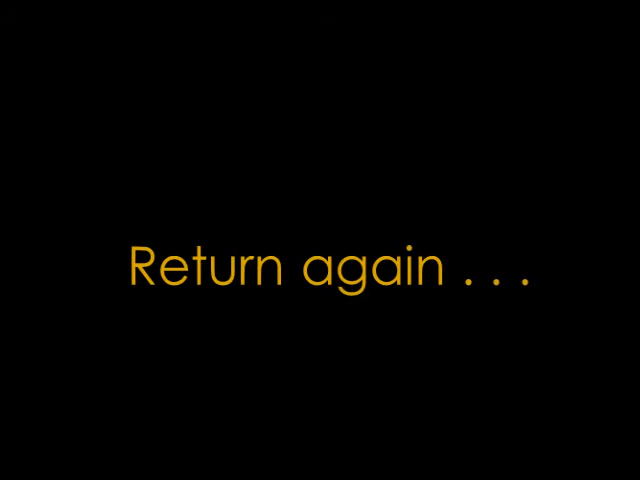 Return again . . .